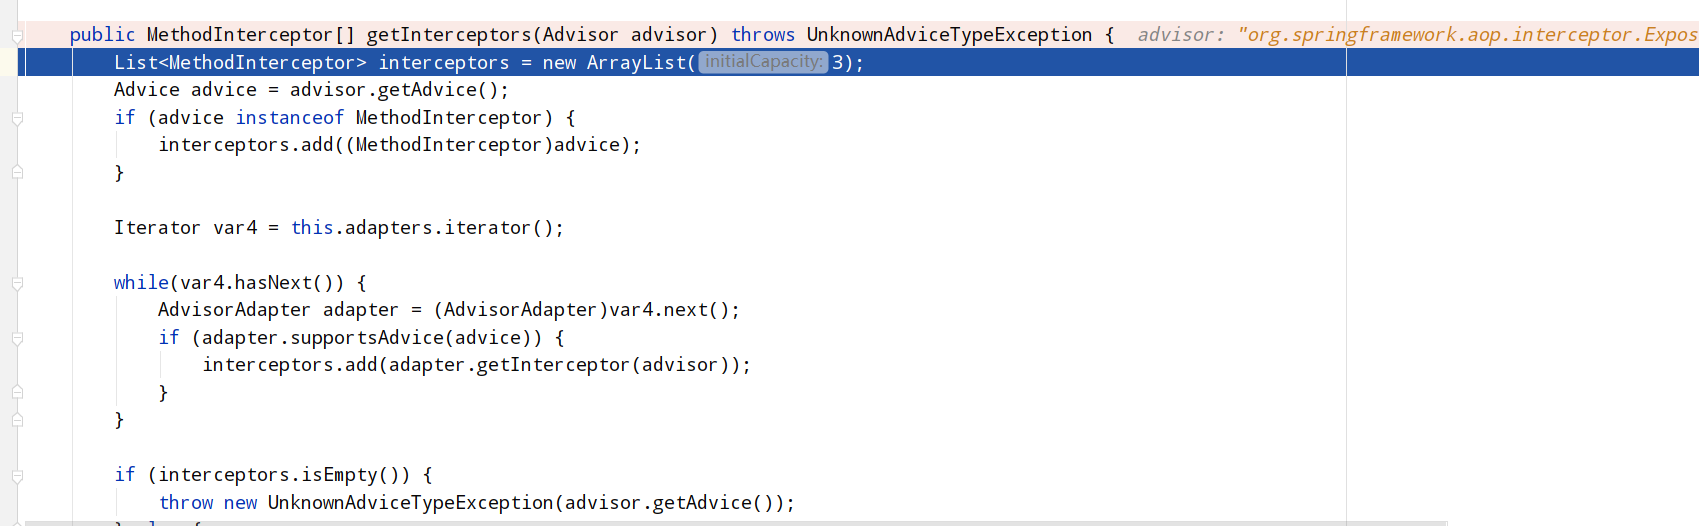 public MethodInterceptor[] getInterceptors(Advisor advisor) throws UnknownAdviceTypeException {  advisor: "org.springframework.aop.interceptor.Expos
List<MethodInterceptor> interceptors = new ArrayList( initialCapacity: 3);
Advice advice = advisor.getAdvice();
if (advice instanceof MethodInterceptor) {
interceptors.add((MethodInterceptor)advice);
}
Iterator var4 = this.adapters.iterator();
while(var4.hasNext()) {
AdvisorAdapter adapter = (AdvisorAdapter)var4.next();
if (adapter.supportsAdvice(advice)) {
interceptors.add(adapter.getInterceptor(advisor));
}
}
if (interceptors.isEmpty()) {
throw new UnknownAdviceTypeException(advisor.getAdvice());